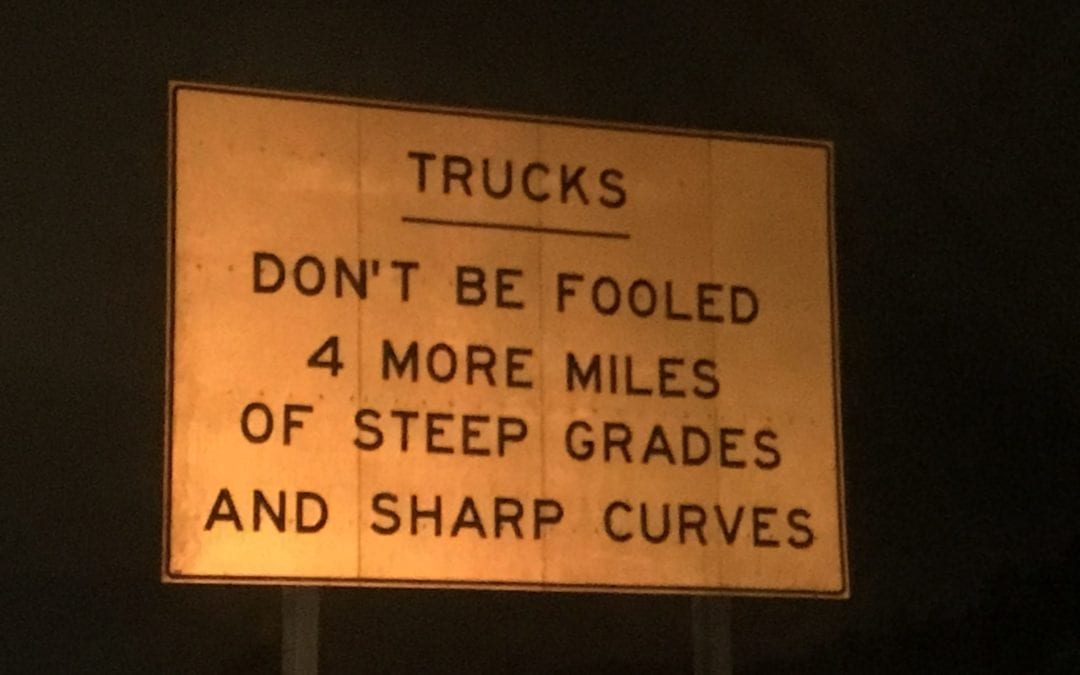 TRUCKS
DON'T BE FOOLED
4 MORE MILES
OF STEEP GRADES
AND SHARP CURVES